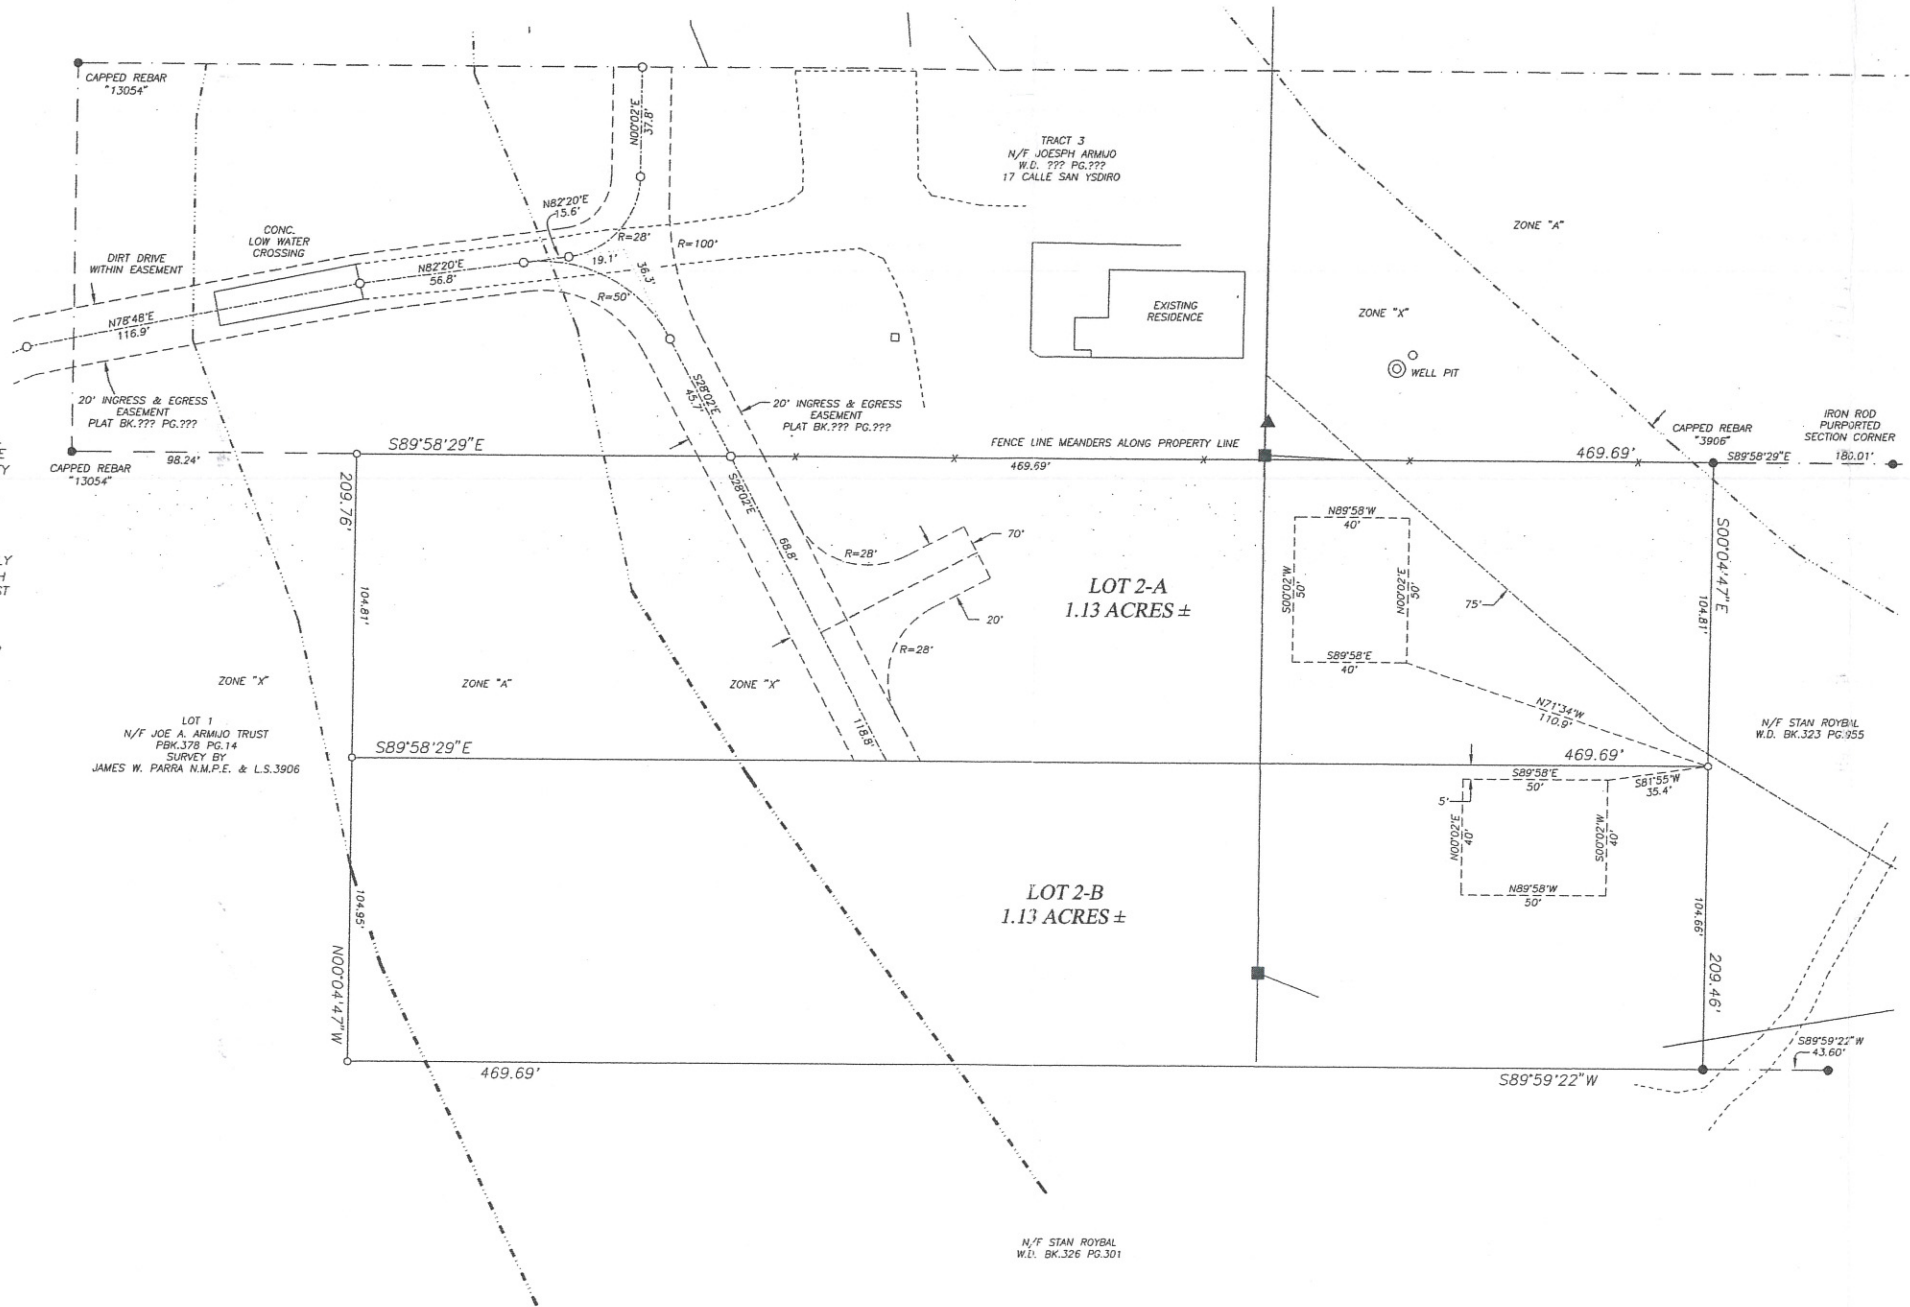 CAPPED REBAR
"13054"
N00°02'E
37.8'
TRACT 3
N/F JOESPH ARMIJO
W.D. ??? PG.???
17 CALLE SAN YSDIRO
N82°20'E
15.6'
CONC.
LOW WATER
CROSSING
DIRT DRIVE
WITHIN EASEMENT
R=28'
R=100'
19.1'
36.3'
N82°20'E
56.8'
R=50'
N78°48'E
116.9'
ZONE "A"
EXISTING
RESIDENCE
ZONE "X"
WELL PIT
S28°02'E
45.7'
20' INGRESS & EGRESS
EASEMENT
PLAT BK.??? PG.???
20' INGRESS & EGRESS
EASEMENT
PLAT BK.??? PG.???
IRON ROD
PURPORTED
SECTION CORNER
CAPPED REBAR
"3906"
S89°58'29"E
FENCE LINE MEANDERS ALONG PROPERTY LINE
469.69'
S89°58'29"E
180.01'
98.24'
469.69'
CAPPED REBAR
"13054"
209.76'
S28°02'E
68.8'
N89°58'W
40'
S00°04'47"E
R=28'
70'
LOT 2-A
1.13 ACRES ±
S00°02'W
50'
N00°02'E
50'
75'
104.81'
104.81'
20'
R=28'
S89°58'E
40'
ZONE "X"
ZONE "A"
ZONE "X"
N71°34'W
110.9'
118.8'
N/F STAN ROYBAL
W.D. BK.323 PG.955
LOT 1
N/F JOE A. ARMIJO TRUST
PBK.378 PG.14
SURVEY BY
JAMES W. PARRA N.M.P.E. & L.S.3906
S89°58'29"E
469.69'
S89°58'E
50'
S81°55'W
35.4'
5'
N00°02'E
40'
S00°02'W
40'
N89°58'W
50'
LOT 2-B
1.13 ACRES ±
104.95'
104.66'
N00°04'47"W
209.46'
S89°59'22"W
43.60'
469.69'
S89°59'22"W
N/F STAN ROYBAL
W.D. BK.326 PG.301